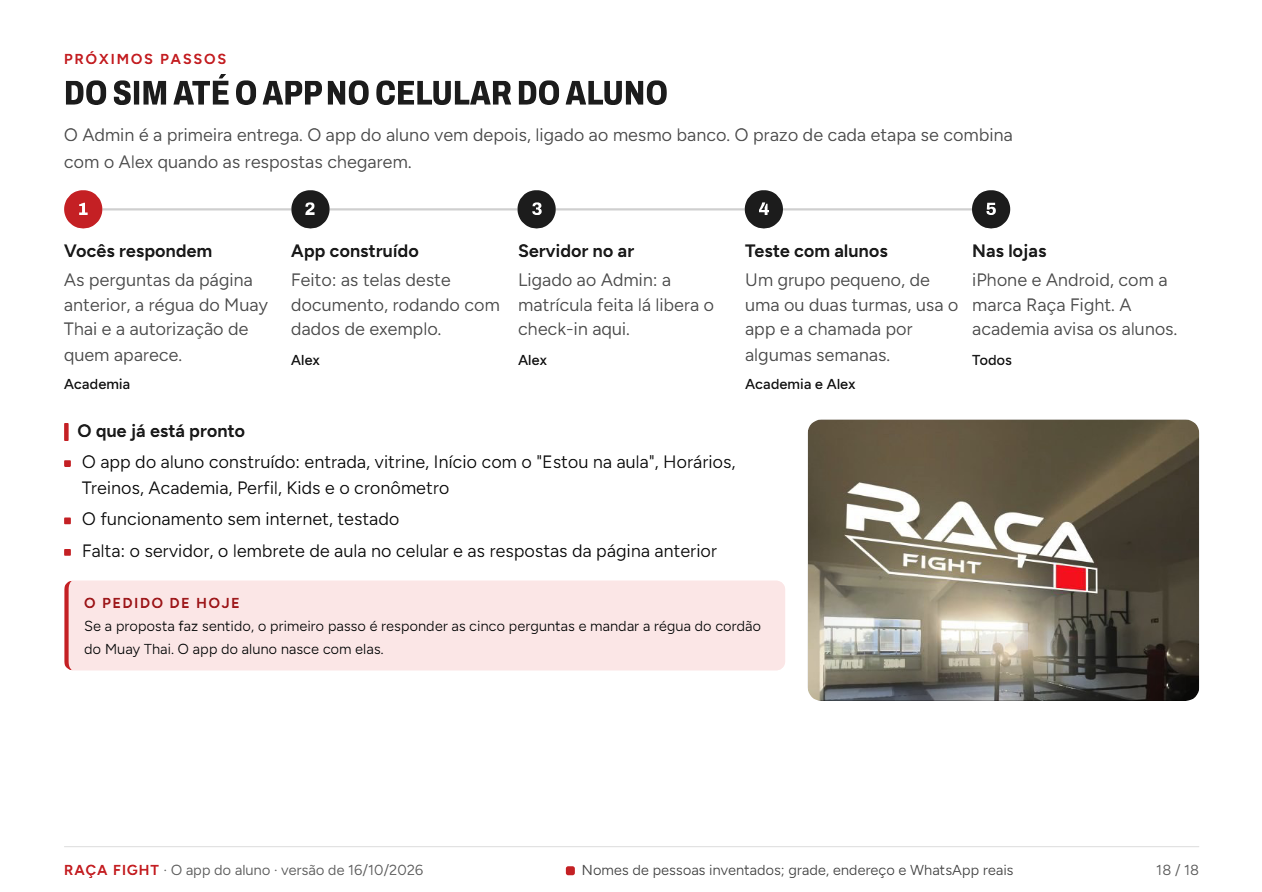 PRÓXIMOS PASSOS
DO SIM ATÉ O APP NO CELULAR DO ALUNO
O Admin é a primeira entrega. O app do aluno vem depois, ligado ao mesmo banco. O prazo de cada etapa se combina
com o Alex quando as respostas chegarem.
1
Vocês respondem
As perguntas da página
anterior, a régua do Muay
Thai e a autorização de
quem aparece.
Academia
2
App construído
Feito: as telas deste
documento, rodando com
dados de exemplo.
Alex
3
Servidor no ar
Ligado ao Admin: a
matrícula feita lá libera o
check-in aqui.
Alex
4
Teste com alunos
Um grupo pequeno, de
uma ou duas turmas, usa o
app e a chamada por
algumas semanas.
Academia e Alex
5
Nas lojas
iPhone e Android, com a
marca Raça Fight. A
academia avisa os alunos.
Todos
O que já está pronto
O app do aluno construído: entrada, vitrine, Início com o "Estou na aula", Horários,
Treinos, Academia, Perfil, Kids e o cronômetro
O funcionamento sem internet, testado
Falta: o servidor, o lembrete de aula no celular e as respostas da página anterior
O PEDIDO DE HOJE
Se a proposta faz sentido, o primeiro passo é responder as cinco perguntas e mandar a régua do cordão
do Muay Thai. O app do aluno nasce com elas.
RAÇA
FIGHT
RAÇA FIGHT · O app do aluno · versão de 16/10/2026
Nomes de pessoas inventados; grade, endereço e WhatsApp reais
18 / 18